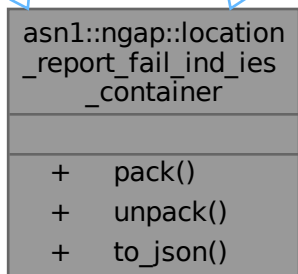 asn1::ngap::location
_report_fail_ind_ies
_container
+ pack()
+ unpack()
+ to_json()